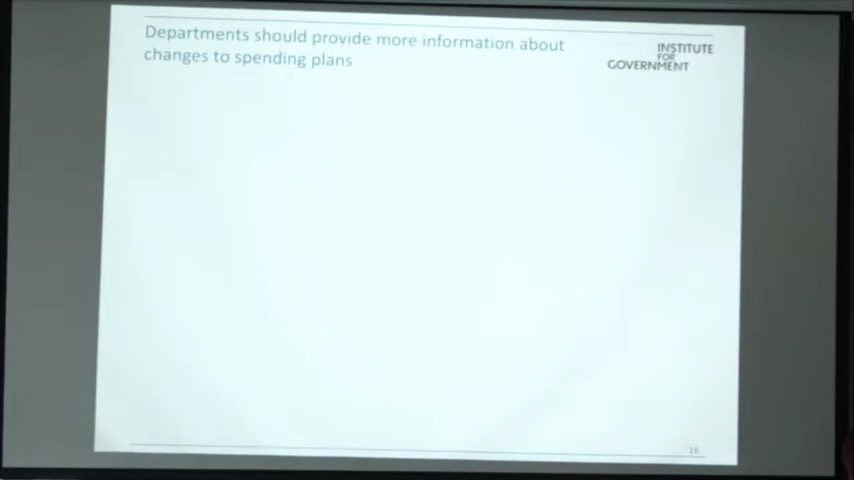 Departments should provide more information about
changes to spending plans
INSTITUTE
FOR
GOVERNMENT
16